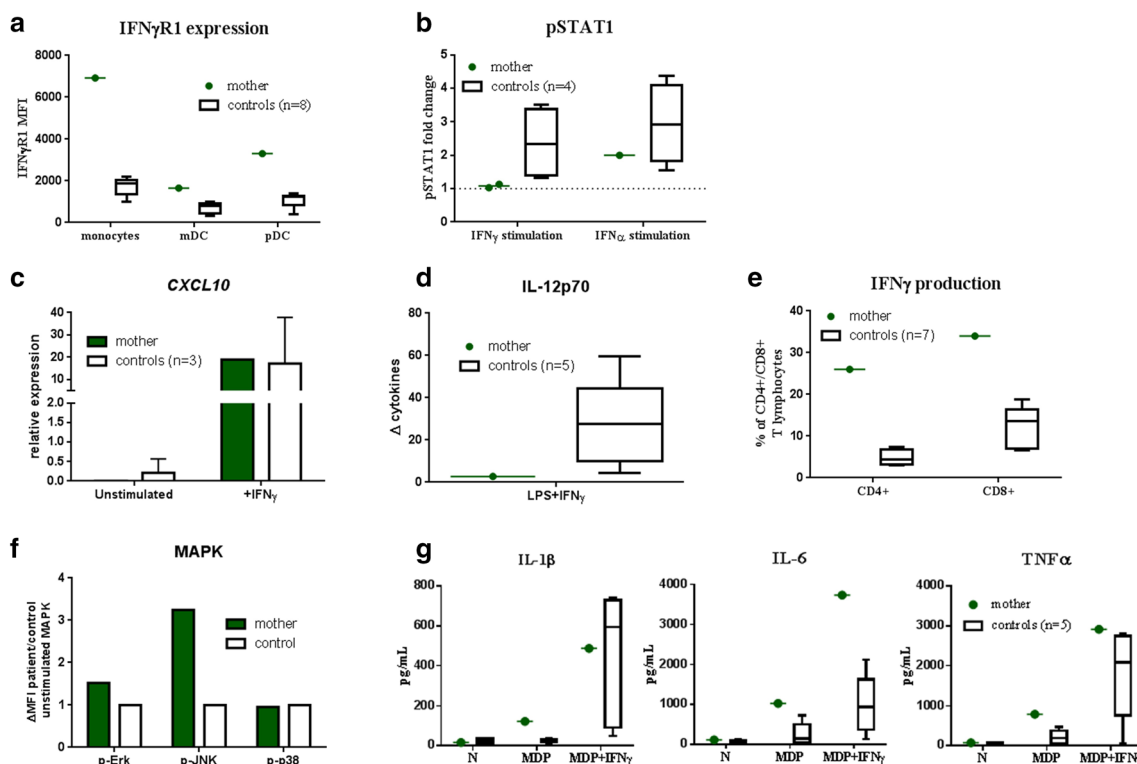 a
IFNγR1 expression
IFNγR1 MFI
8000
6000
4000
2000
0
mother
controls (n=8)
monocytes
mDC
pDC
b
pSTAT1
pSTAT1 fold change
5
4
3
2
1
0
mother
controls (n=4)
IFNγ stimulation
IFNα stimulation
c
CXCL10
relative expression
40
30
20
10
2.0
1.5
1.0
0.5
0.0
mother
controls (n=3)
Unstimulated
+IFNγ
d
IL-12p70
Δ cytokines
80
60
40
20
0
mother
controls (n=5)
LPS+IFNγ
e
IFNγ production
% of CD4+/CD8+
T lymphocytes
40
30
20
10
0
mother
controls (n=7)
CD4+
CD8+
f
MAPK
ΔMFI patient/control
unstimulated MAPK
4
3
2
1
0
mother
control
p-Erk
p-JNK
p-p38
g
IL-1β
pg/mL
800
600
400
200
0
N
MDP
MDP+IFNγ
IL-6
pg/mL
4000
3000
2000
1000
0
N
MDP
MDP+IFNγ
TNFα
pg/mL
4000
3000
2000
1000
0
mother
controls (n=5)
N
MDP
MDP+IFN